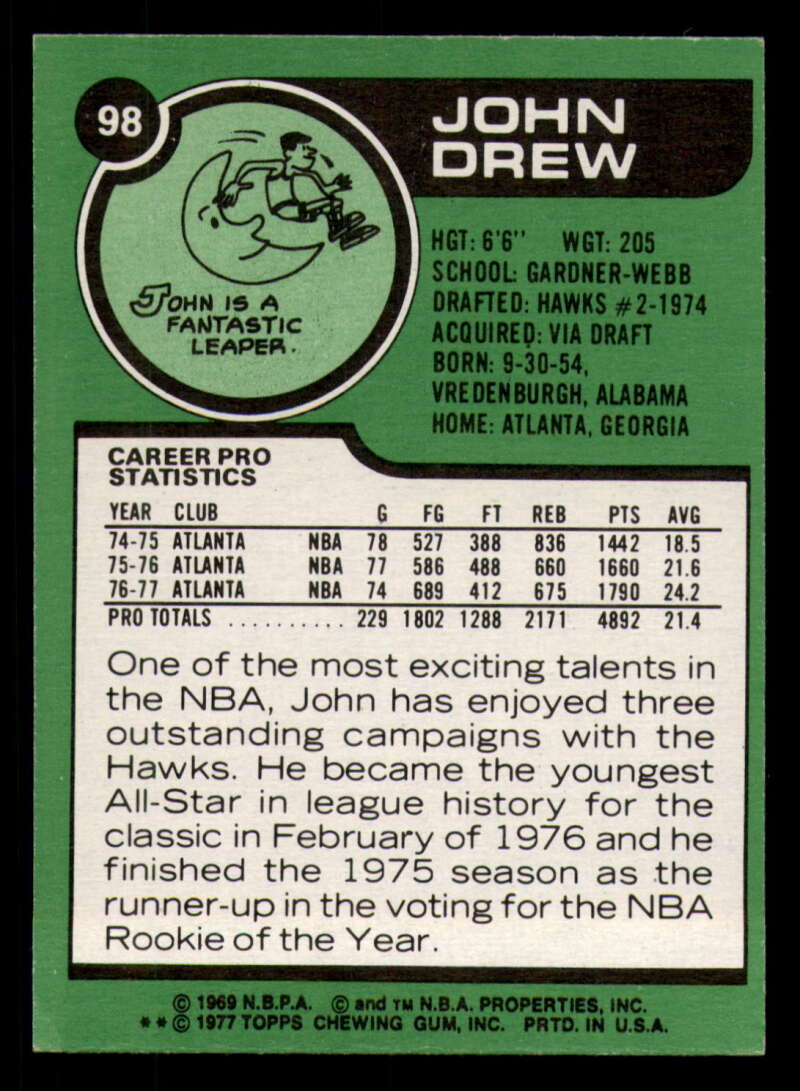 98
JOHN
DREW
JOHN IS A
FANTASTIC
LEAPER.
HGT: 6'6" WGT: 205
SCHOOL: GARDNER-WEBB
DRAFTED: HAWKS #2-1974
ACQUIRED: VIA DRAFT
BORN: 9-30-54,
VREDENBURGH, ALABAMA
HOME: ATLANTA, GEORGIA
CAREER PRO
STATISTICS
YEAR CLUB G FG FT REB PTS AVG
74-75 ATLANTA NBA 78 527 388 836 1442 18.5
75-76 ATLANTA NBA 77 586 488 660 1660 21.6
76-77 ATLANTA NBA 74 689 412 675 1790 24.2
PRO TOTALS .......... 229 1802 1288 2171 4892 21.4
One of the most exciting talents in
the NBA, John has enjoyed three
outstanding campaigns with the
Hawks. He became the youngest
All-Star in league history for the
classic in February of 1976 and he
finished the 1975 season as the
runner-up in the voting for the NBA
Rookie of the Year.
© 1969 N.B.P.A. © and TM N.B.A. PROPERTIES, INC.
**© 1977 TOPPS CHEWING GUM, INC. PRTD. IN U.S.A.